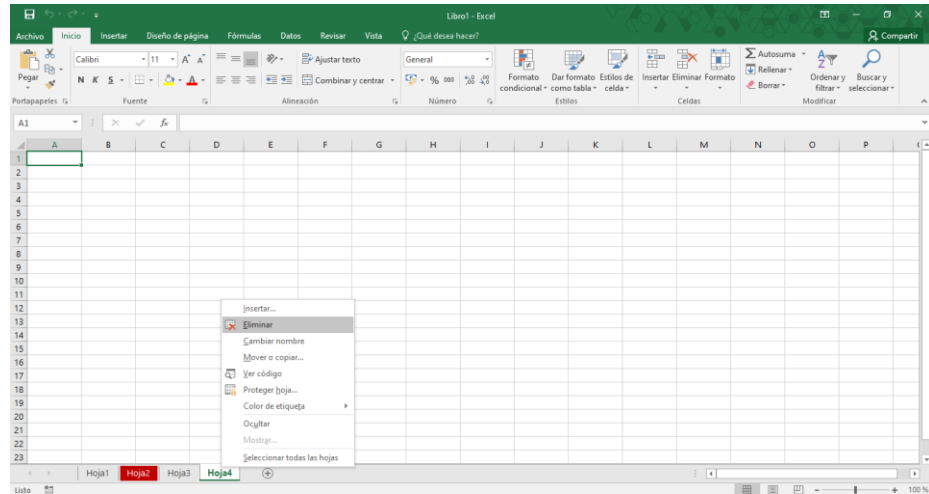 Libro1 - Excel
Archivo Inicio Insertar Diseño de página Fórmulas Datos Revisar Vista ¿Qué desea hacer? Compartir
Pegar
Calibri 11 A A
N K S A
Ajustar texto
Combinar y centrar
General
% 000
Formato condicional
Dar formato como tabla
Estilos de celda
Insertar Eliminar Formato
Autosuma
Rellenar
Borrar
Ordenar y filtrar
Buscar y seleccionar
Portapapeles Fuente Alineación Número Estilos Celdas Modificar
A1 fx
A B C D E F G H I J K L M N O P
1
2
3
4
5
6
7
8
9
10
11
12
13
14
15
16
17
18
19
20
21
22
23
Insertar...
Eliminar
Cambiar nombre
Mover o copiar...
Ver código
Proteger hoja...
Color de etiqueta
Ocultar
Mostrar...
Seleccionar todas las hojas
Hoja1 Hoja2 Hoja3 Hoja4
Listo 100 %